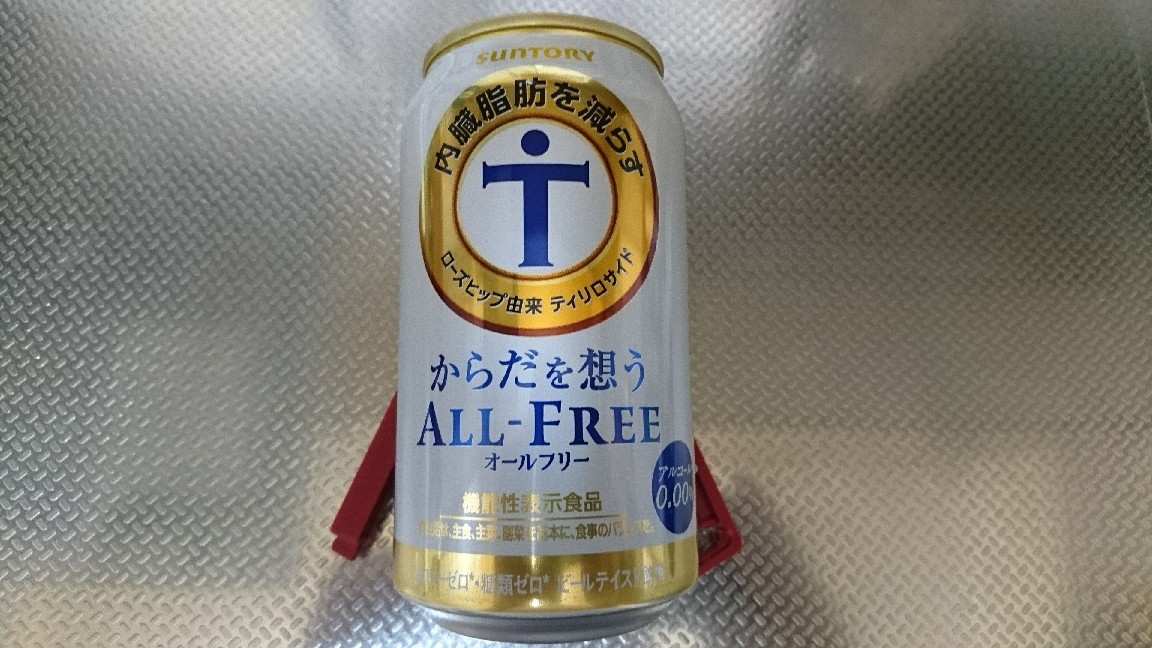 SUNTORY
内臓脂肪を減らす
ローズヒップ由来 ティリロサイド
からだを想う
ALL-FREE
オールフリー
アルコール
0.00%
機能性表示食品
は、主食、主菜、副菜を基本に、食事のバランスを。
ゼロ*・糖類ゼロ* ビールテイスト